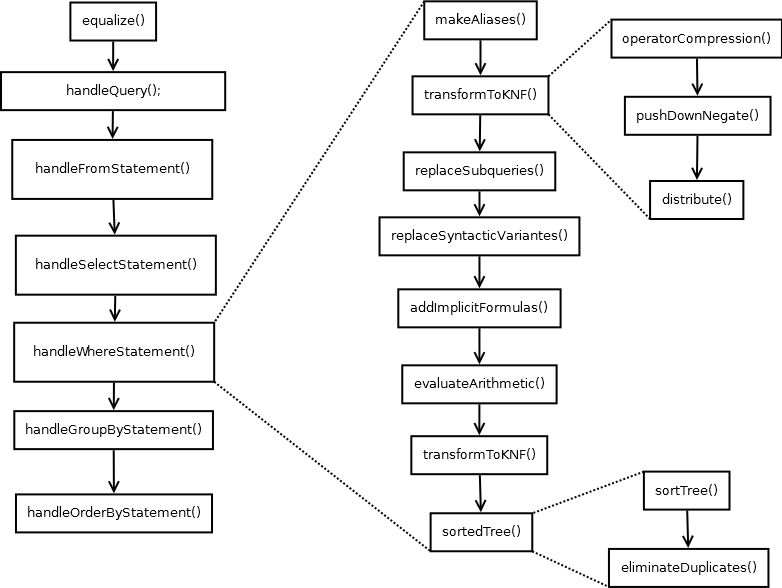 equalize()
handleQuery();
handleFromStatement()
handleSelectStatement()
handleWhereStatement()
handleGroupByStatement()
handleOrderByStatement()
makeAliases()
transformToKNF()
replaceSubqueries()
replaceSyntacticVariantes()
addImplicitFormulas()
evaluateArithmetic()
transformToKNF()
sortedTree()
operatorCompression()
pushDownNegate()
distribute()
sortTree()
eliminateDuplicates()